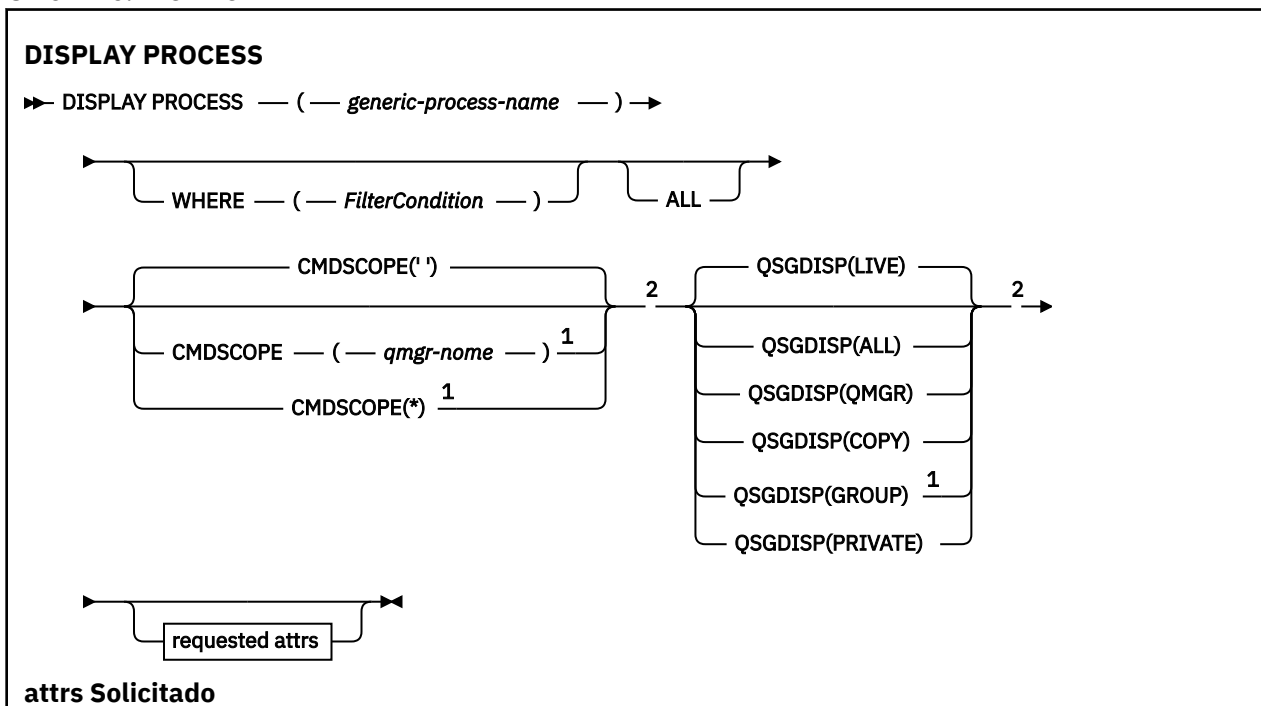 DISPLAY PROCESS
DISPLAY PROCESS ( generic-process-name )
WHERE ( FilterCondition ) ALL
CMDSCOPE(' ') QSGDISP(LIVE)
2 2
CMDSCOPE ( qmgr-nome ) 1 QSGDISP(ALL)
QSGDISP(QMGR)
CMDSCOPE(*) 1
QSGDISP(COPY)
QSGDISP(GROUP) 1
QSGDISP(PRIVATE)
requested attrs
attrs Solicitado